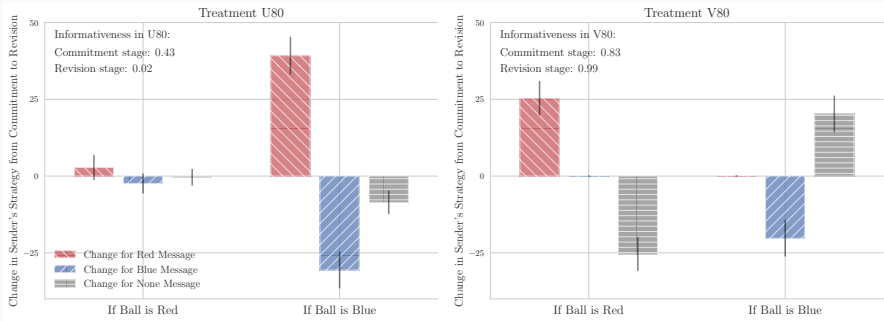 Treatment U80
Change in Sender's Strategy from Commitment to Revision
50
25
0
−25
Informativeness in U80:
Commitment stage: 0.43
Revision stage: 0.02
Change for Red Message
Change for Blue Message
Change for None Message
If Ball is Red
If Ball is Blue
Treatment V80
Change in Sender's Strategy from Commitment to Revision
50
25
0
−25
Informativeness in V80:
Commitment stage: 0.83
Revision stage: 0.99
If Ball is Red
If Ball is Blue